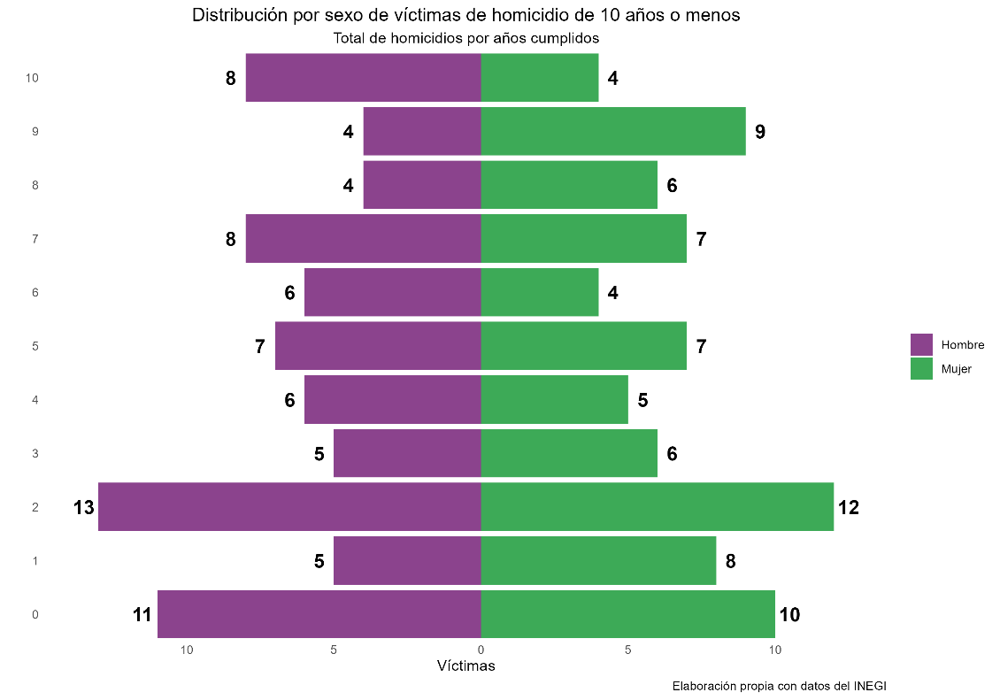 Distribución por sexo de víctimas de homicidio de 10 años o menos
Total de homicidios por años cumplidos
10 8 4
9 4 9
8 4 6
7 8 7
6 6 4
5 7 7
4 6 5
3 5 6
2 13 12
1 5 8
0 11 10
10 5 0 5 10
Víctimas
Hombre
Mujer
Elaboración propia con datos del INEGI